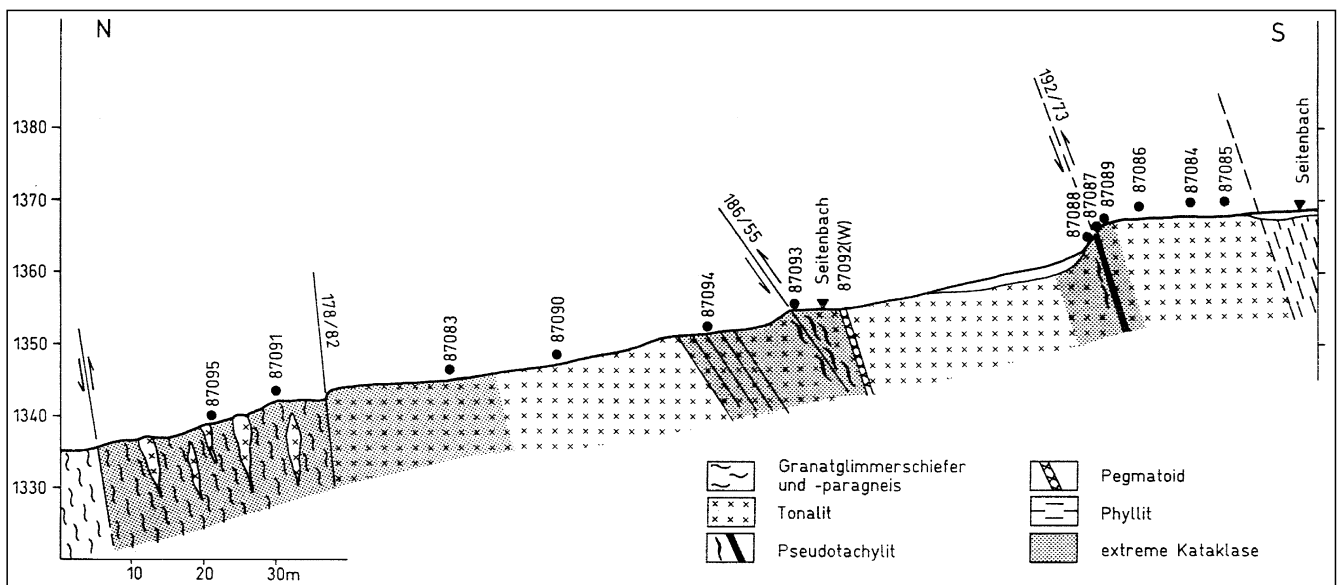 N
S
1380
1370
1360
1350
1340
1330
10
20
30m
87095
87091
178/82
87083
87090
87094
186/55
87093
Seitenbach
87092(W)
192/73
87088
87087
87089
87086
87084
87085
Seitenbach
Granatglimmerschiefer
und -paragneis
Tonalit
Pseudotachylit
Pegmatoid
Phyllit
extreme Kataklase